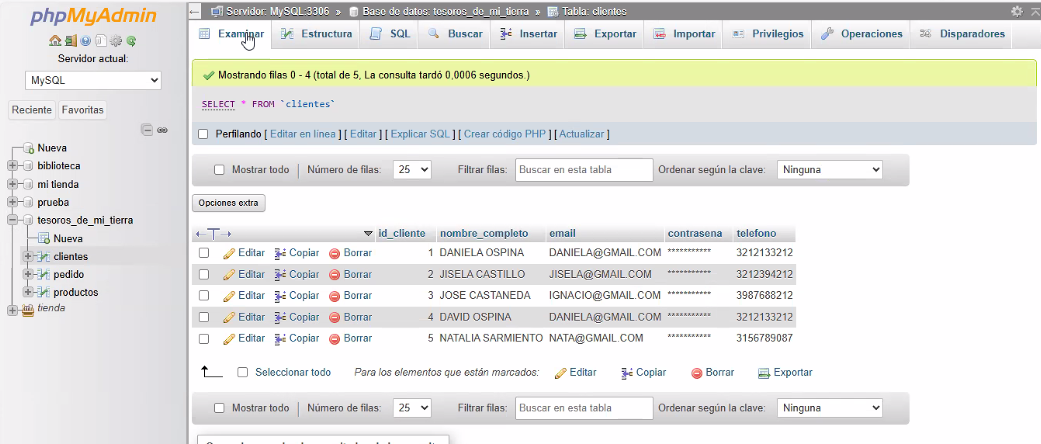 phpMyAdmin
Servidor actual:
MySQL
Reciente Favoritas
Nueva
biblioteca
mi tienda
prueba
tesoros_de_mi_tierra
Nueva
clientes
pedido
productos
tienda
Servidor: MySQL:3306 » Base de datos: tesoros_de_mi_tierra » Tabla: clientes
Examinar Estructura SQL Buscar Insertar Exportar Importar Privilegios Operaciones Disparadores
Mostrando filas 0 - 4 (total de 5, La consulta tardó 0,0006 segundos.)
SELECT * FROM `clientes`
Perfilando [ Editar en línea ] [ Editar ] [ Explicar SQL ] [ Crear código PHP ] [ Actualizar ]
Mostrar todo Número de filas: 25 Filtrar filas: Buscar en esta tabla Ordenar según la clave: Ninguna
Opciones extra
id_cliente nombre_completo email contrasena telefono
Editar Copiar Borrar 1 DANIELA OSPINA DANIELA@GMAIL.COM *********** 3212133212
Editar Copiar Borrar 2 JISELA CASTILLO JISELA@GMAIL.COM *********** 3212394212
Editar Copiar Borrar 3 JOSE CASTANEDA IGNACIO@GMAIL.COM *********** 3987688212
Editar Copiar Borrar 4 DAVID OSPINA DANIELA@GMAIL.COM *********** 3212133212
Editar Copiar Borrar 5 NATALIA SARMIENTO NATA@GMAIL.COM *********** 3156789087
Seleccionar todo Para los elementos que están marcados: Editar Copiar Borrar Exportar
Mostrar todo Número de filas: 25 Filtrar filas: Buscar en esta tabla Ordenar según la clave: Ninguna